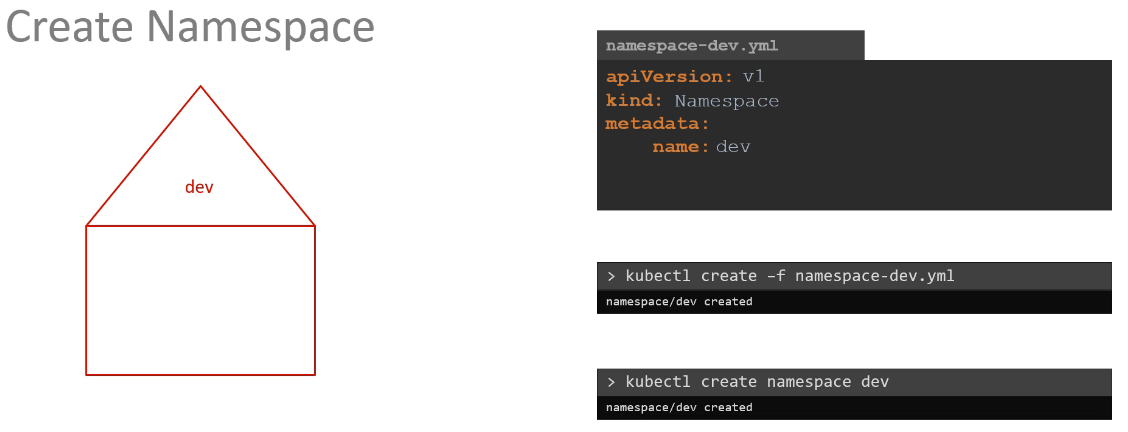 Create Namespace
dev
namespace-dev.yml
apiVersion: v1
kind: Namespace
metadata:
    name: dev
> kubectl create –f namespace-dev.yml
namespace/dev created
> kubectl create namespace dev
namespace/dev created